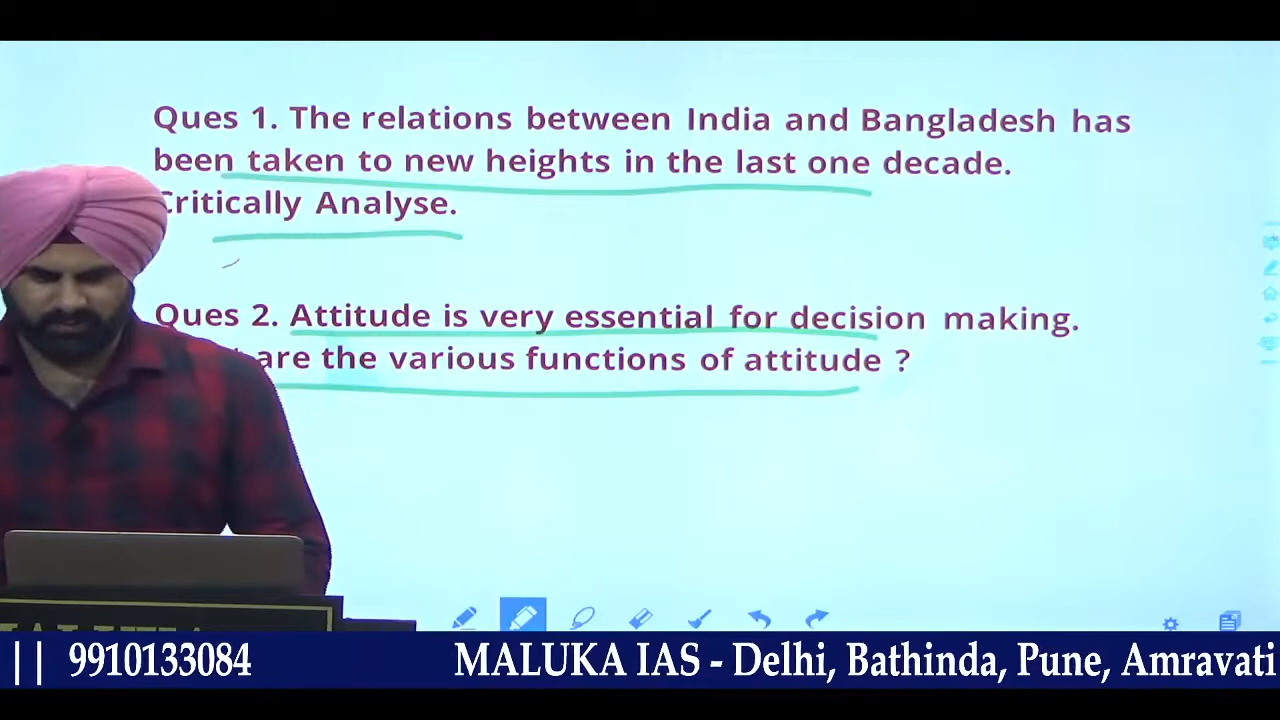 Ques 1. The relations between India and Bangladesh has
been taken to new heights in the last one decade.
Critically Analyse.
Ques 2. Attitude is very essential for decision making.
are the various functions of attitude ?
|| 9910133084 MALUKA IAS - Delhi, Bathinda, Pune, Amravati